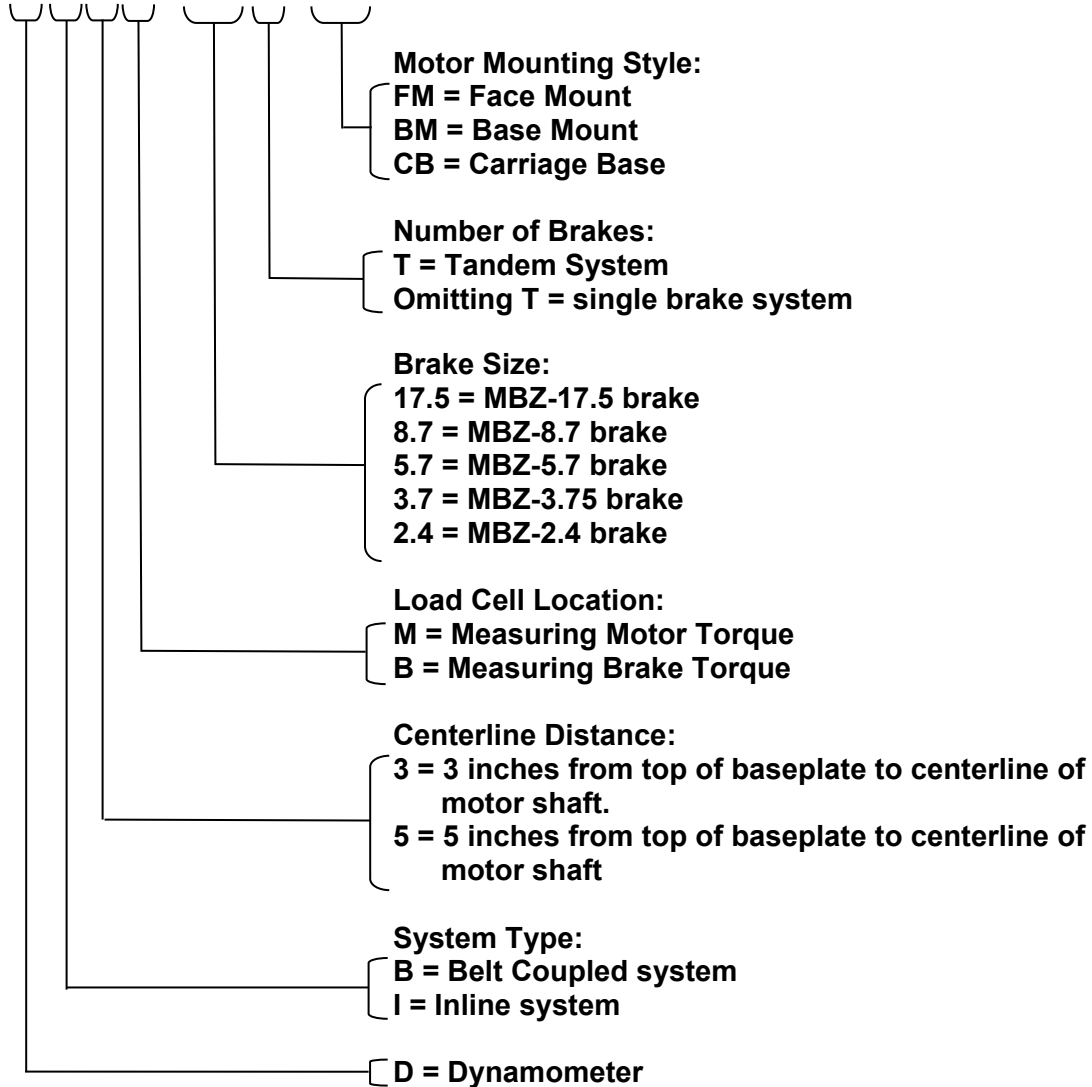 Motor Mounting Style:
FM = Face Mount
BM = Base Mount
CB = Carriage Base
Number of Brakes:
T = Tandem System
Omitting T = single brake system
Brake Size:
17.5 = MBZ-17.5 brake
8.7 = MBZ-8.7 brake
5.7 = MBZ-5.7 brake
3.7 = MBZ-3.75 brake
2.4 = MBZ-2.4 brake
Load Cell Location:
M = Measuring Motor Torque
B = Measuring Brake Torque
Centerline Distance:
3 = 3 inches from top of baseplate to centerline of
motor shaft.
5 = 5 inches from top of baseplate to centerline of
motor shaft
System Type:
B = Belt Coupled system
I = Inline system
D = Dynamometer